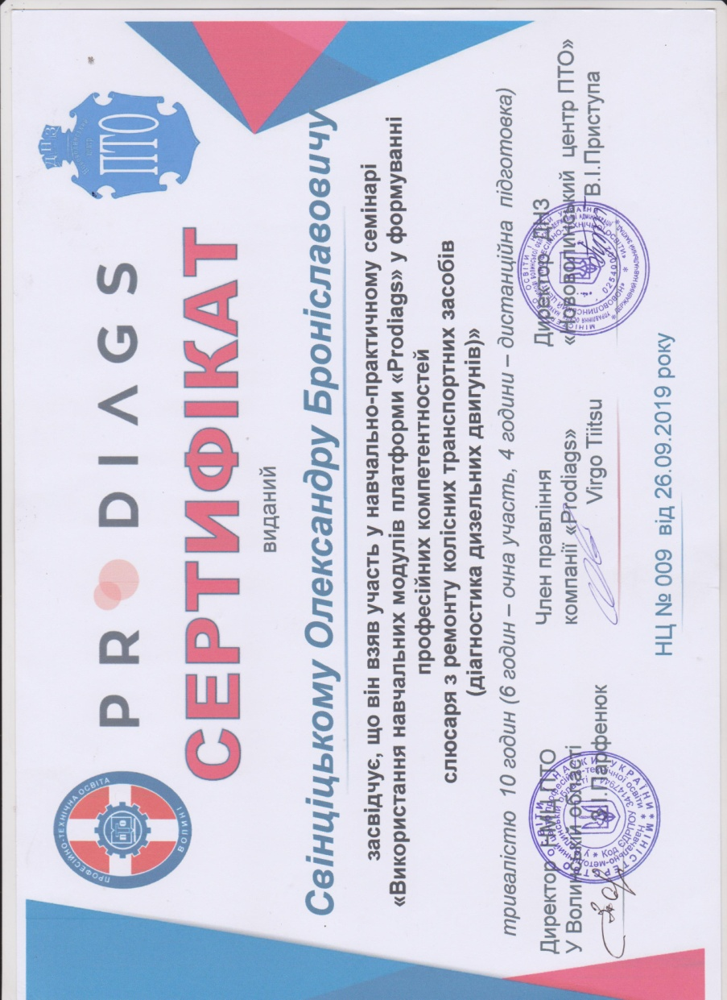 ПРОФЕСІЙНО-ТЕХНІЧНА ОСВІТА
ВОЛИНІ
PRODIAGS
ДНЗ
центр
ПТО
СЕРТИФІКАТ
виданий
Свінціцькому Олександру Броніславовичу
засвідчує, що він взяв участь у навчально-практичному семінарі
«Використання навчальних модулів платформи «Prodiags» у формуванні
професійних компетентностей
слюсаря з ремонту колісних транспортних засобів
(діагностика дизельних двигунів)»
тривалістю 10 годин (6 годин – очна участь, 4 години – дистанційна підготовка)
Директор НМЦ ПТО
У Волинській області
Парфенюк
Член правління
компанії «Prodiags»
Virgo Tiitsu
Директор ДНЗ
«Нововолинський центр ПТО»
В.І.Приступа
НЦ № 009 від 26.09.2019 року